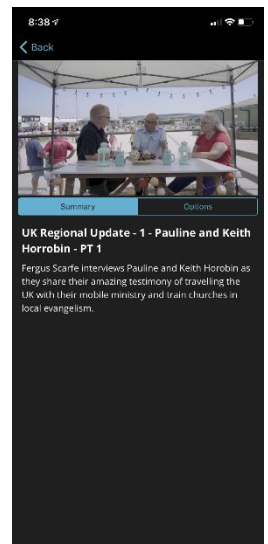 8:38
Back
Summary
Options
UK Regional Update - 1 - Pauline and Keith
Horrobin - PT 1
Fergus Scarfe interviews Pauline and Keith Horobin as
they share their amazing testimony of travelling the
UK with their mobile ministry and train churches in
local evangelism.